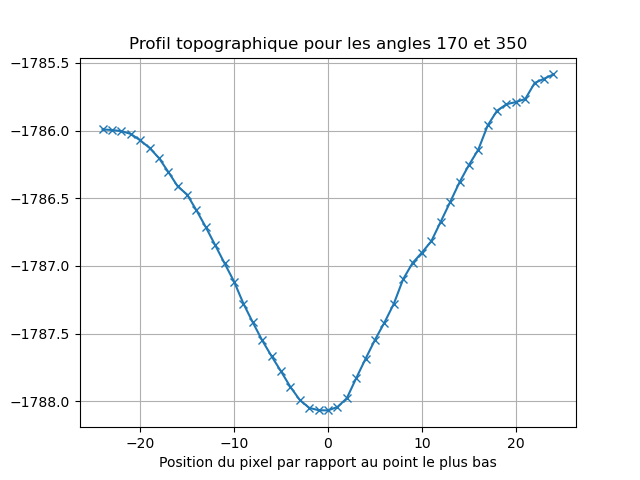 Profil topographique pour les angles 170 et 350
−1785.5
−1786.0
−1786.5
−1787.0
−1787.5
−1788.0
−20 −10 0 10 20
Position du pixel par rapport au point le plus bas